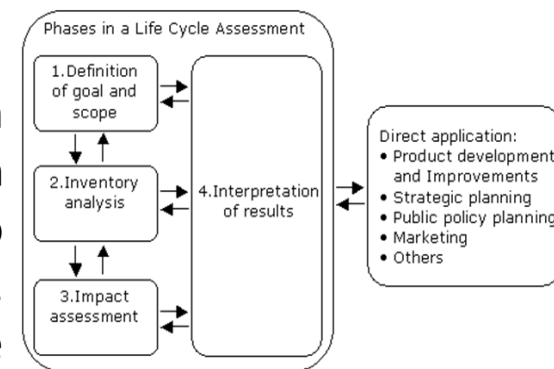 Phases in a Life Cycle Assessment
1.Definition
of goal and
scope
2.Inventory
analysis
3.Impact
assessment
4.Interpretation
of results
Direct application:
• Product development
and Improvements
• Strategic planning
• Public policy planning
• Marketing
• Others